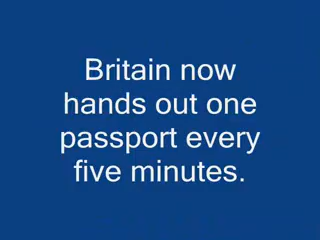 Britain now
hands out one
passport every
five minutes.